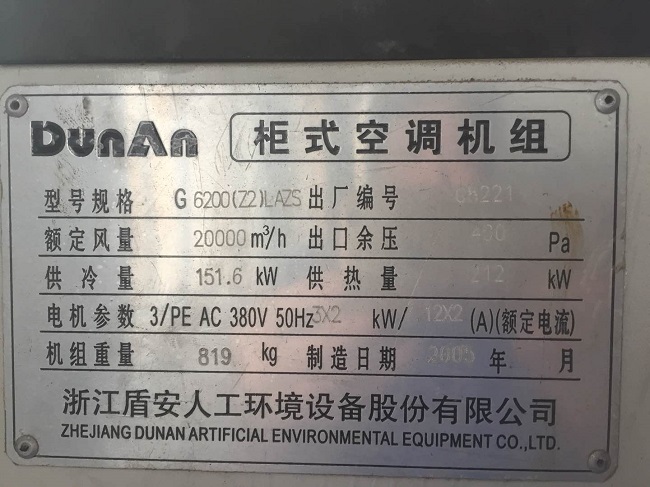 DunAn 柜式空调机组
型号规格 G 6200(Z2)LAZS 出厂编号
额定风量 20000 m³/h 出口余压 Pa
供冷量 151.6 kW 供热量 212 kW
电机参数 3/PE AC 380V 50Hz 3X2 kW/ 12X2 (A)(额定电流)
机组重量 819 kg 制造日期 年 月
浙江盾安人工环境设备股份有限公司
ZHEJIANG DUNAN ARTIFICIAL ENVIRONMENTAL EQUIPMENT CO.,LTD.